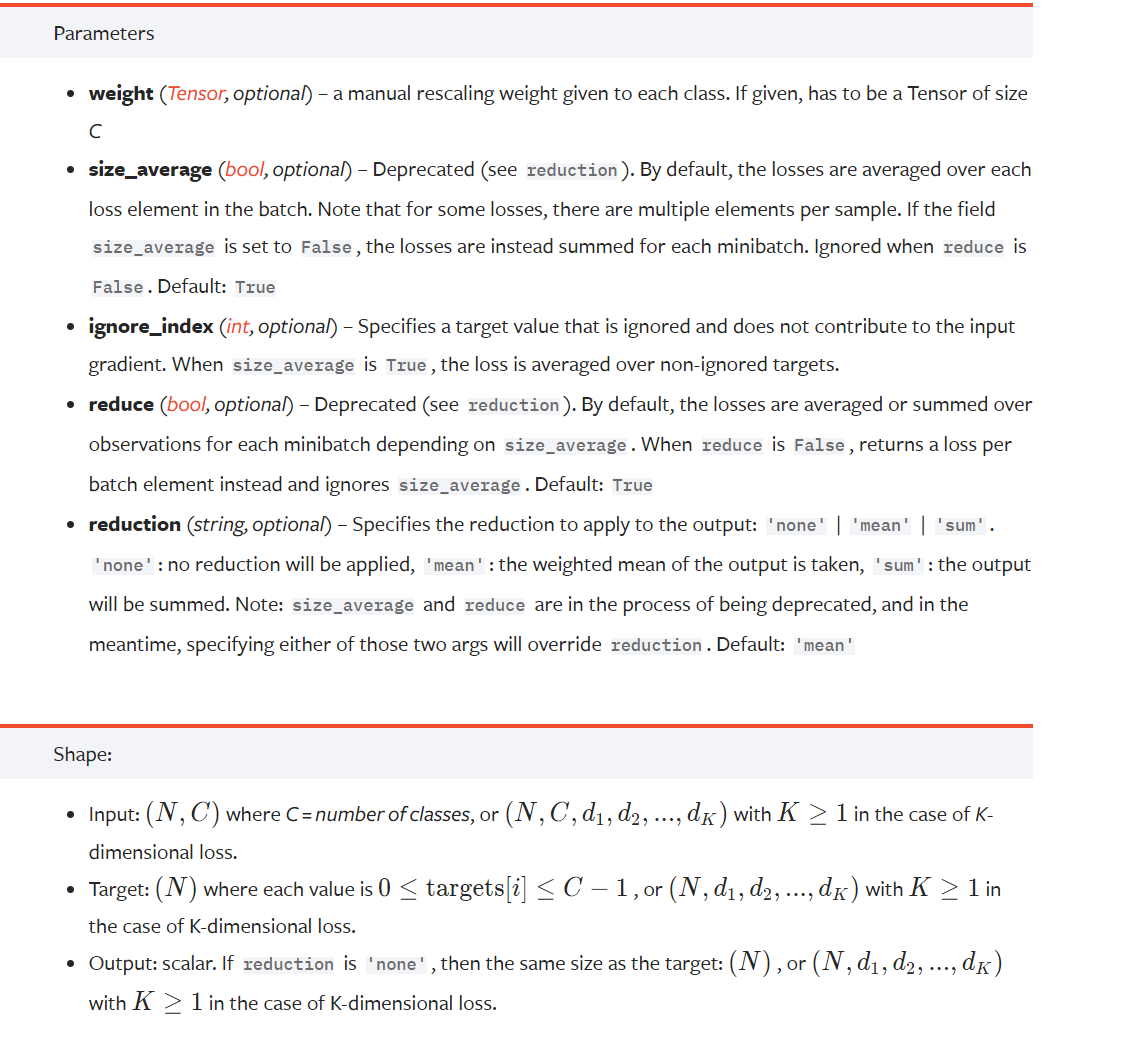 Parameters
• weight (Tensor, optional) – a manual rescaling weight given to each class. If given, has to be a Tensor of size
C
• size_average (bool, optional) – Deprecated (see reduction ). By default, the losses are averaged over each
loss element in the batch. Note that for some losses, there are multiple elements per sample. If the field
size_average is set to False , the losses are instead summed for each minibatch. Ignored when reduce is
False . Default: True
• ignore_index (int, optional) – Specifies a target value that is ignored and does not contribute to the input
gradient. When size_average is True , the loss is averaged over non-ignored targets.
• reduce (bool, optional) – Deprecated (see reduction ). By default, the losses are averaged or summed over
observations for each minibatch depending on size_average . When reduce is False , returns a loss per
batch element instead and ignores size_average . Default: True
• reduction (string, optional) – Specifies the reduction to apply to the output: 'none' | 'mean' | 'sum' .
'none' : no reduction will be applied, 'mean' : the weighted mean of the output is taken, 'sum' : the output
will be summed. Note: size_average and reduce are in the process of being deprecated, and in the
meantime, specifying either of those two args will override reduction . Default: 'mean'
Shape:
• Input: (N, C) where C = number of classes, or (N, C, d₁, d₂, ..., d_K) with K ≥ 1 in the case of K-
dimensional loss.
• Target: (N) where each value is 0 ≤ targets[i] ≤ C − 1 , or (N, d₁, d₂, ..., d_K) with K ≥ 1 in
the case of K-dimensional loss.
• Output: scalar. If reduction is 'none' , then the same size as the target: (N) , or (N, d₁, d₂, ..., d_K)
with K ≥ 1 in the case of K-dimensional loss.